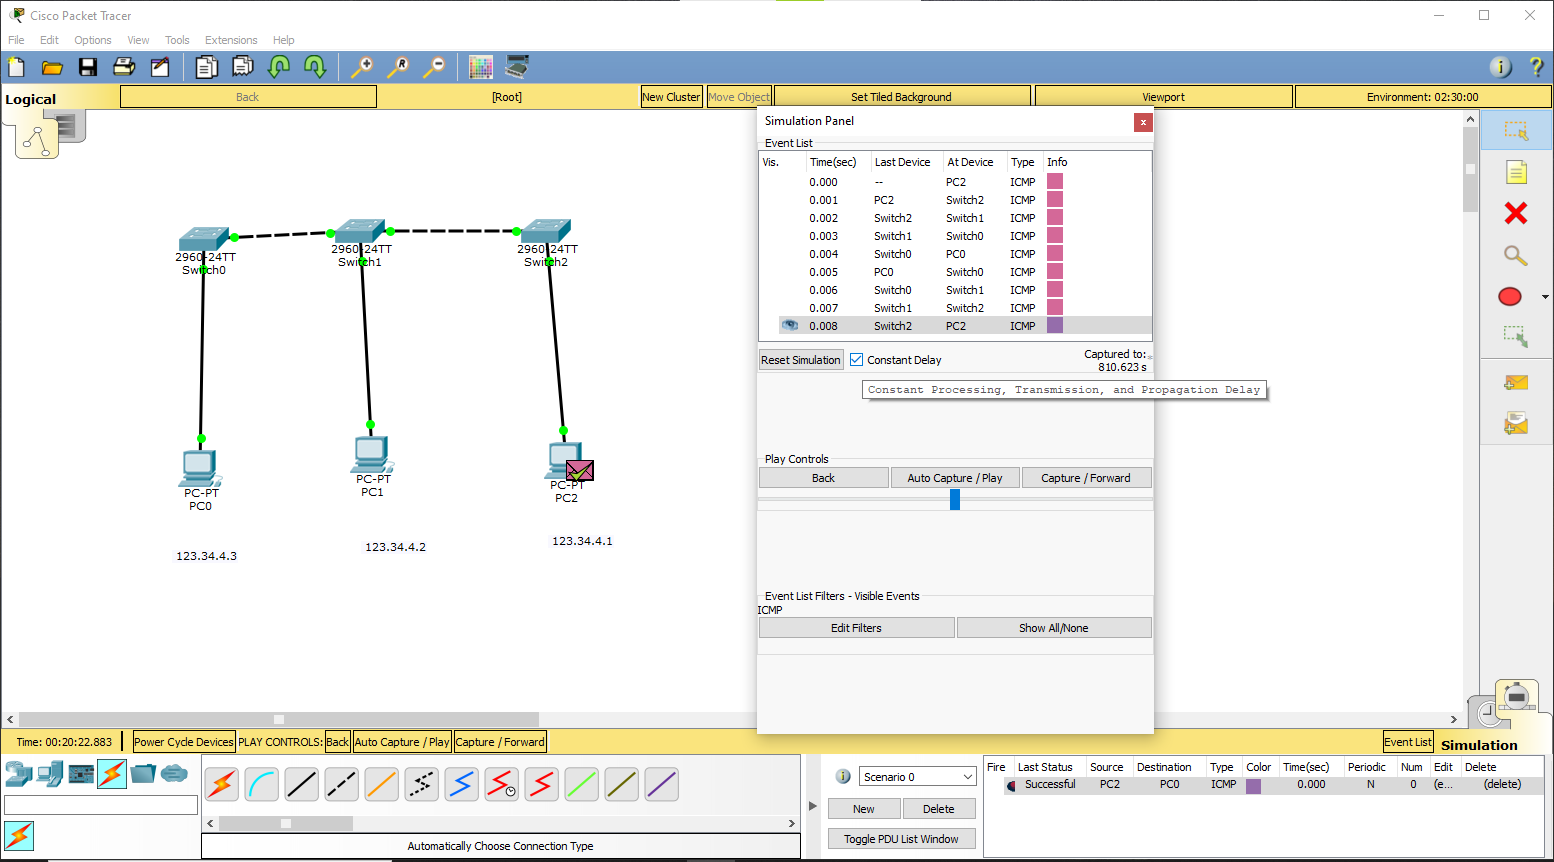 Cisco Packet Tracer
File Edit Options View Tools Extensions Help
Logical
Back
[Root]
New Cluster
Move Object
Set Tiled Background
Viewport
Environment: 02:30:00
2960-24TT
Switch0
2960-24TT
Switch1
2960-24TT
Switch2
PC-PT
PC0
PC-PT
PC1
PC-PT
PC2
123.34.4.3
123.34.4.2
123.34.4.1
Simulation Panel
Event List
Vis. Time(sec) Last Device At Device Type Info
0.000 -- PC2 ICMP
0.001 PC2 Switch2 ICMP
0.002 Switch2 Switch1 ICMP
0.003 Switch1 Switch0 ICMP
0.004 Switch0 PC0 ICMP
0.005 PC0 Switch0 ICMP
0.006 Switch0 Switch1 ICMP
0.007 Switch1 Switch2 ICMP
0.008 Switch2 PC2 ICMP
Reset Simulation
Constant Delay
Captured to:
810.623 s
Constant Processing, Transmission, and Propagation Delay
Play Controls
Back
Auto Capture / Play
Capture / Forward
Event List Filters - Visible Events
ICMP
Edit Filters
Show All/None
Time: 00:20:22.883
Power Cycle Devices
PLAY CONTROLS:
Back
Auto Capture / Play
Capture / Forward
Event List
Simulation
Automatically Choose Connection Type
Scenario 0
New
Delete
Toggle PDU List Window
Fire Last Status Source Destination Type Color Time(sec) Periodic Num Edit Delete
Successful PC2 PC0 ICMP 0.000 N 0 (e... (delete)